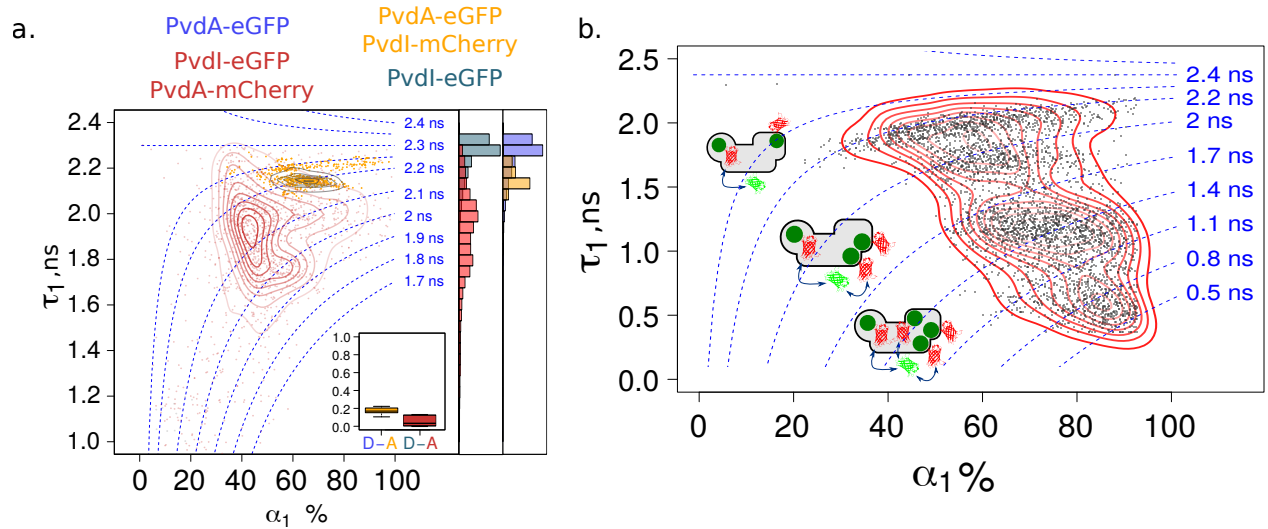 a.
PvdA-eGFP
PvdI-eGFP
PvdA-mCherry
PvdA-eGFP
PvdI-mCherry
PvdI-eGFP
τ1,ns
2.4
2.2
2.0
1.8
1.6
1.4
1.2
1.0
2.4 ns
2.3 ns
2.2 ns
2.1 ns
2 ns
1.9 ns
1.8 ns
1.7 ns
1.0
0.8
0.6
0.4
0.2
0.0
D–A D–A
0 20 40 60 80 100
α1 %
b.
τ1,ns
2.5
2.0
1.5
1.0
0.5
0.0
2.4 ns
2.2 ns
2 ns
1.7 ns
1.4 ns
1.1 ns
0.8 ns
0.5 ns
0 20 40 60 80 100
α1%